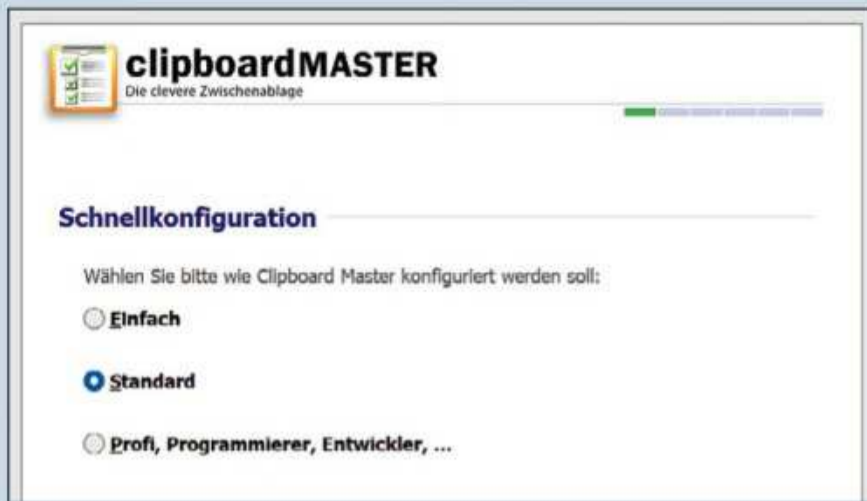 clipboardMASTER
Die clevere Zwischenablage
Schnellkonfiguration
Wählen Sie bitte wie Clipboard Master konfiguriert werden soll:
Einfach
Standard
Profi, Programmierer, Entwickler, ...